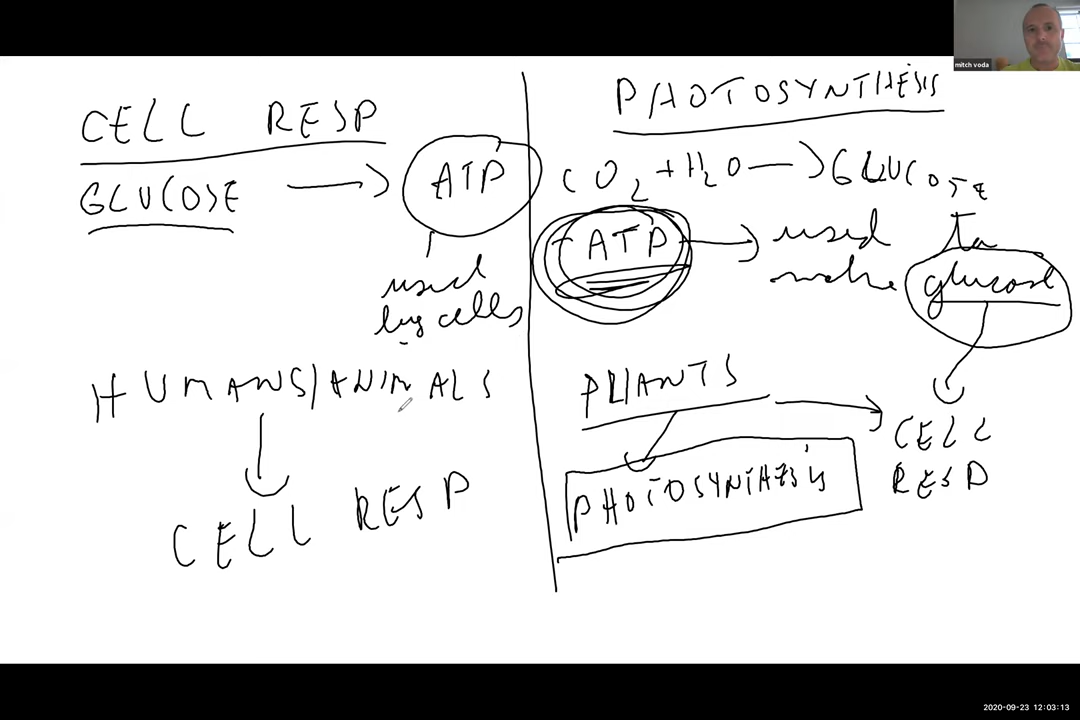 mitch voda
CELL RESP
GLUCOSE → ATP
used
by cells
HUMANS/ANIMALS
CELL RESP
PHOTOSYNTHESIS
CO2 + H2O → GLUCOSE
ATP → used to
make glucose
PLANTS
PHOTOSYNTHESIS
CELL
RESP
2020-09-23 12:03:13